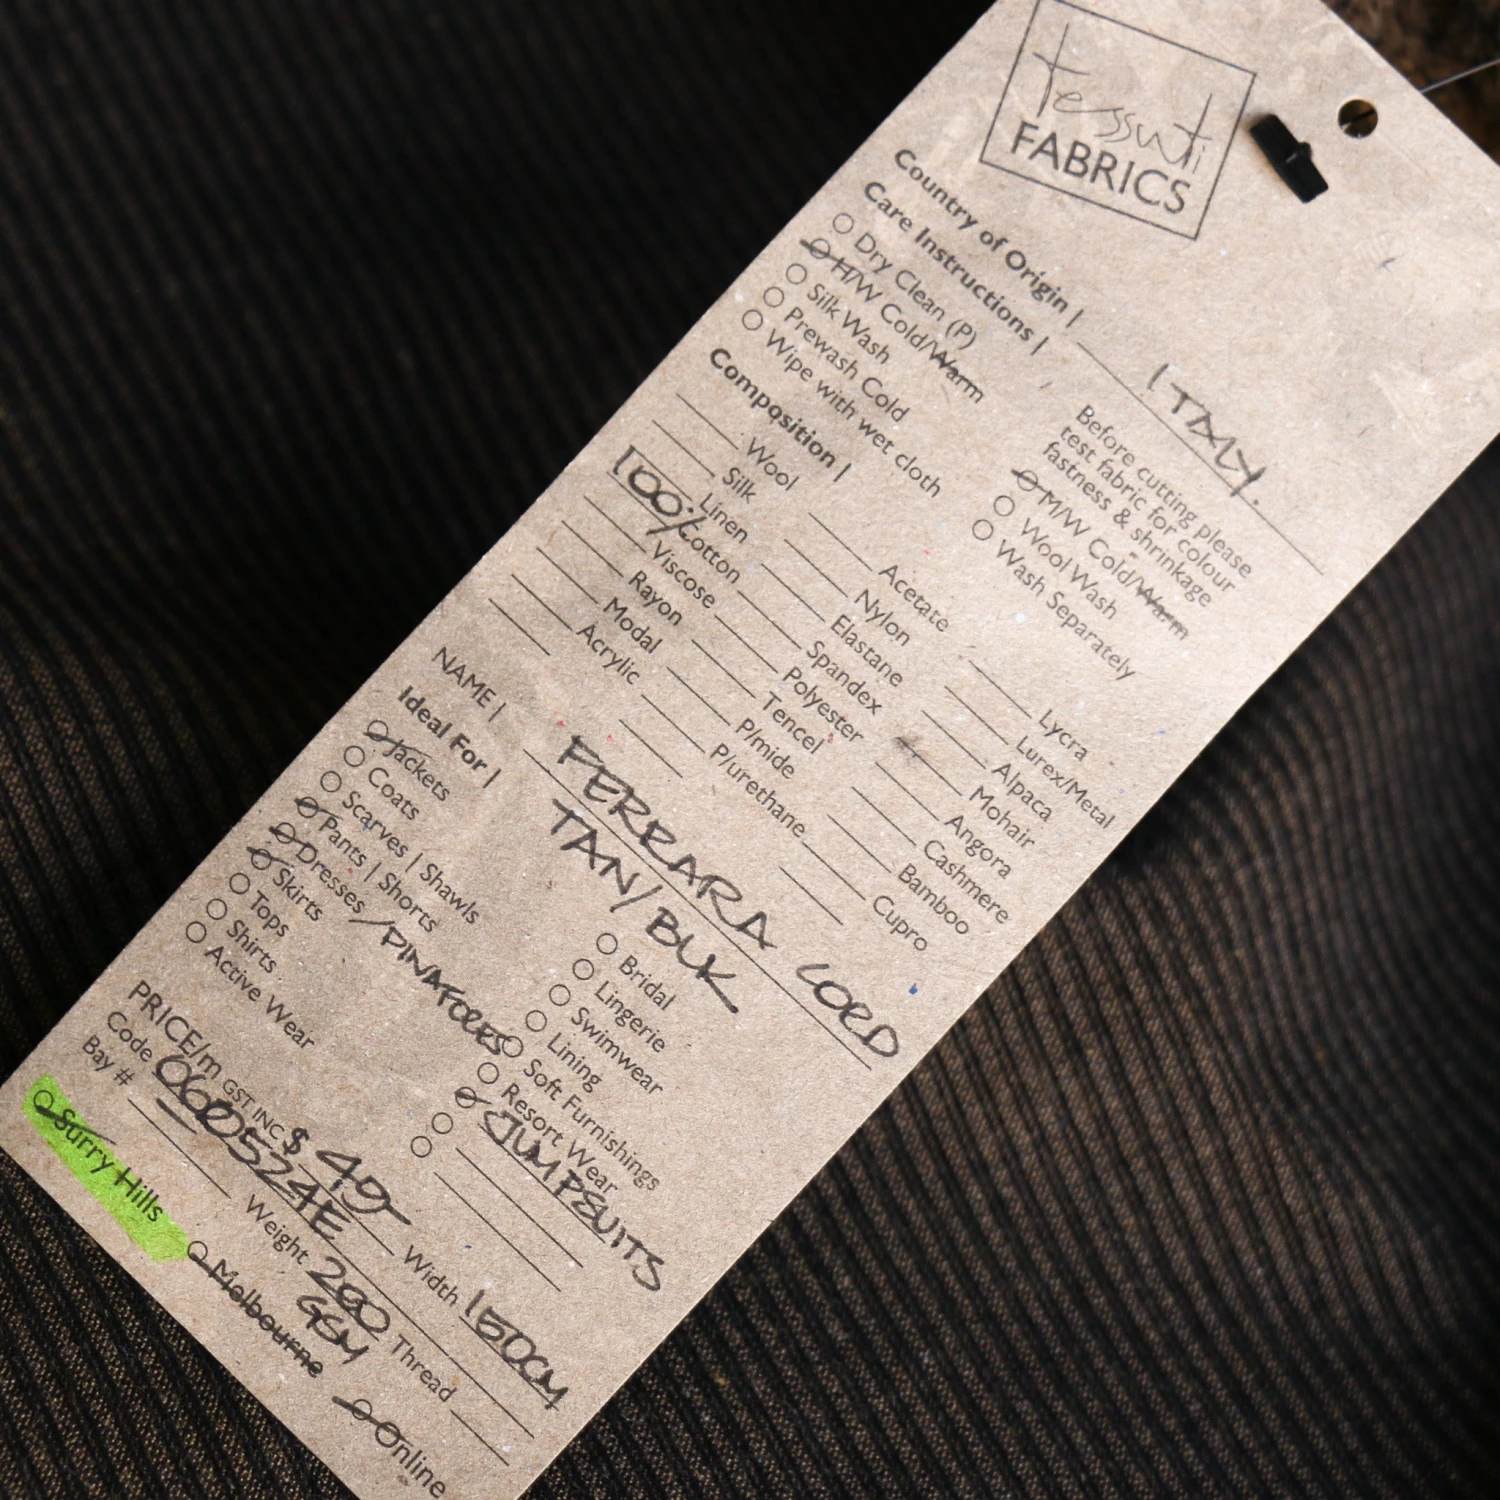 tessuti
FABRICS
Country of Origin | ITALY.
Care Instructions |
Dry Clean (P)
H/W Cold/Warm
Silk Wash
Prewash Cold
Wipe with wet cloth
Before cutting please
test fabric for colour
fastness & shrinkage
M/W Cold/Warm
Wool Wash
Wash Separately
Composition |
Wool
Silk
Linen
100% Cotton
Viscose
Rayon
Modal
Acrylic
Acetate
Nylon
Elastane
Spandex
Polyester
Tencel
P/mide
P/urethane
Lycra
Lurex/Metal
Alpaca
Mohair
Angora
Cashmere
Bamboo
Cupro
NAME | FERRARA CORD
TAN/BLK
Ideal For |
Jackets
Coats
Scarves | Shawls
Pants | Shorts
Dresses / PINAFORES
Skirts
Tops
Shirts
Active Wear
Bridal
Lingerie
Swimwear
Lining
Soft Furnishings
Resort Wear
JUMPSUITS
PRICE/m GST INC $ 49-
Width 150CM
Code
Weight 200
GSM
Thread
Bay #
Surry Hills
Melbourne
Online